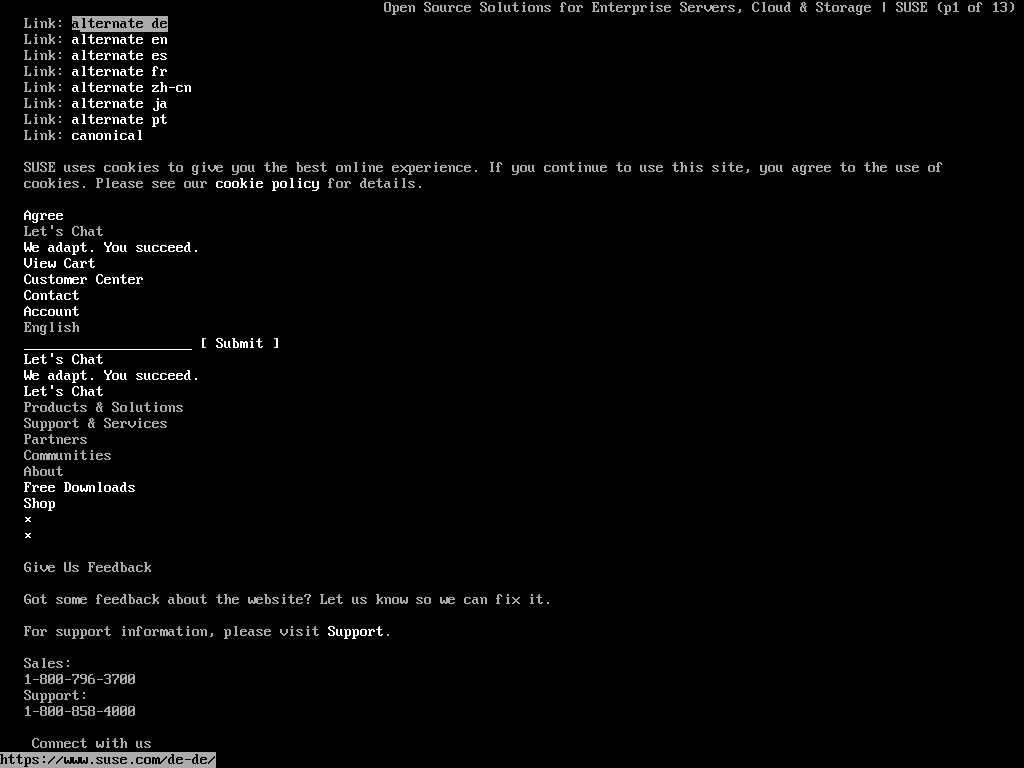 Open Source Solutions for Enterprise Servers, Cloud & Storage | SUSE (p1 of 13)
Link: alternate de
Link: alternate en
Link: alternate es
Link: alternate fr
Link: alternate zh-cn
Link: alternate ja
Link: alternate pt
Link: canonical
SUSE uses cookies to give you the best online experience. If you continue to use this site, you agree to the use of
cookies. Please see our cookie policy for details.
Agree
Let's Chat
We adapt. You succeed.
View Cart
Customer Center
Contact
Account
English
_____________________ [ Submit ]
Let's Chat
We adapt. You succeed.
Let's Chat
Products & Solutions
Support & Services
Partners
Communities
About
Free Downloads
Shop
×
×
Give Us Feedback
Got some feedback about the website? Let us know so we can fix it.
For support information, please visit Support.
Sales:
1-800-796-3700
Support:
1-800-858-4000
Connect with us
https://www.suse.com/de-de/